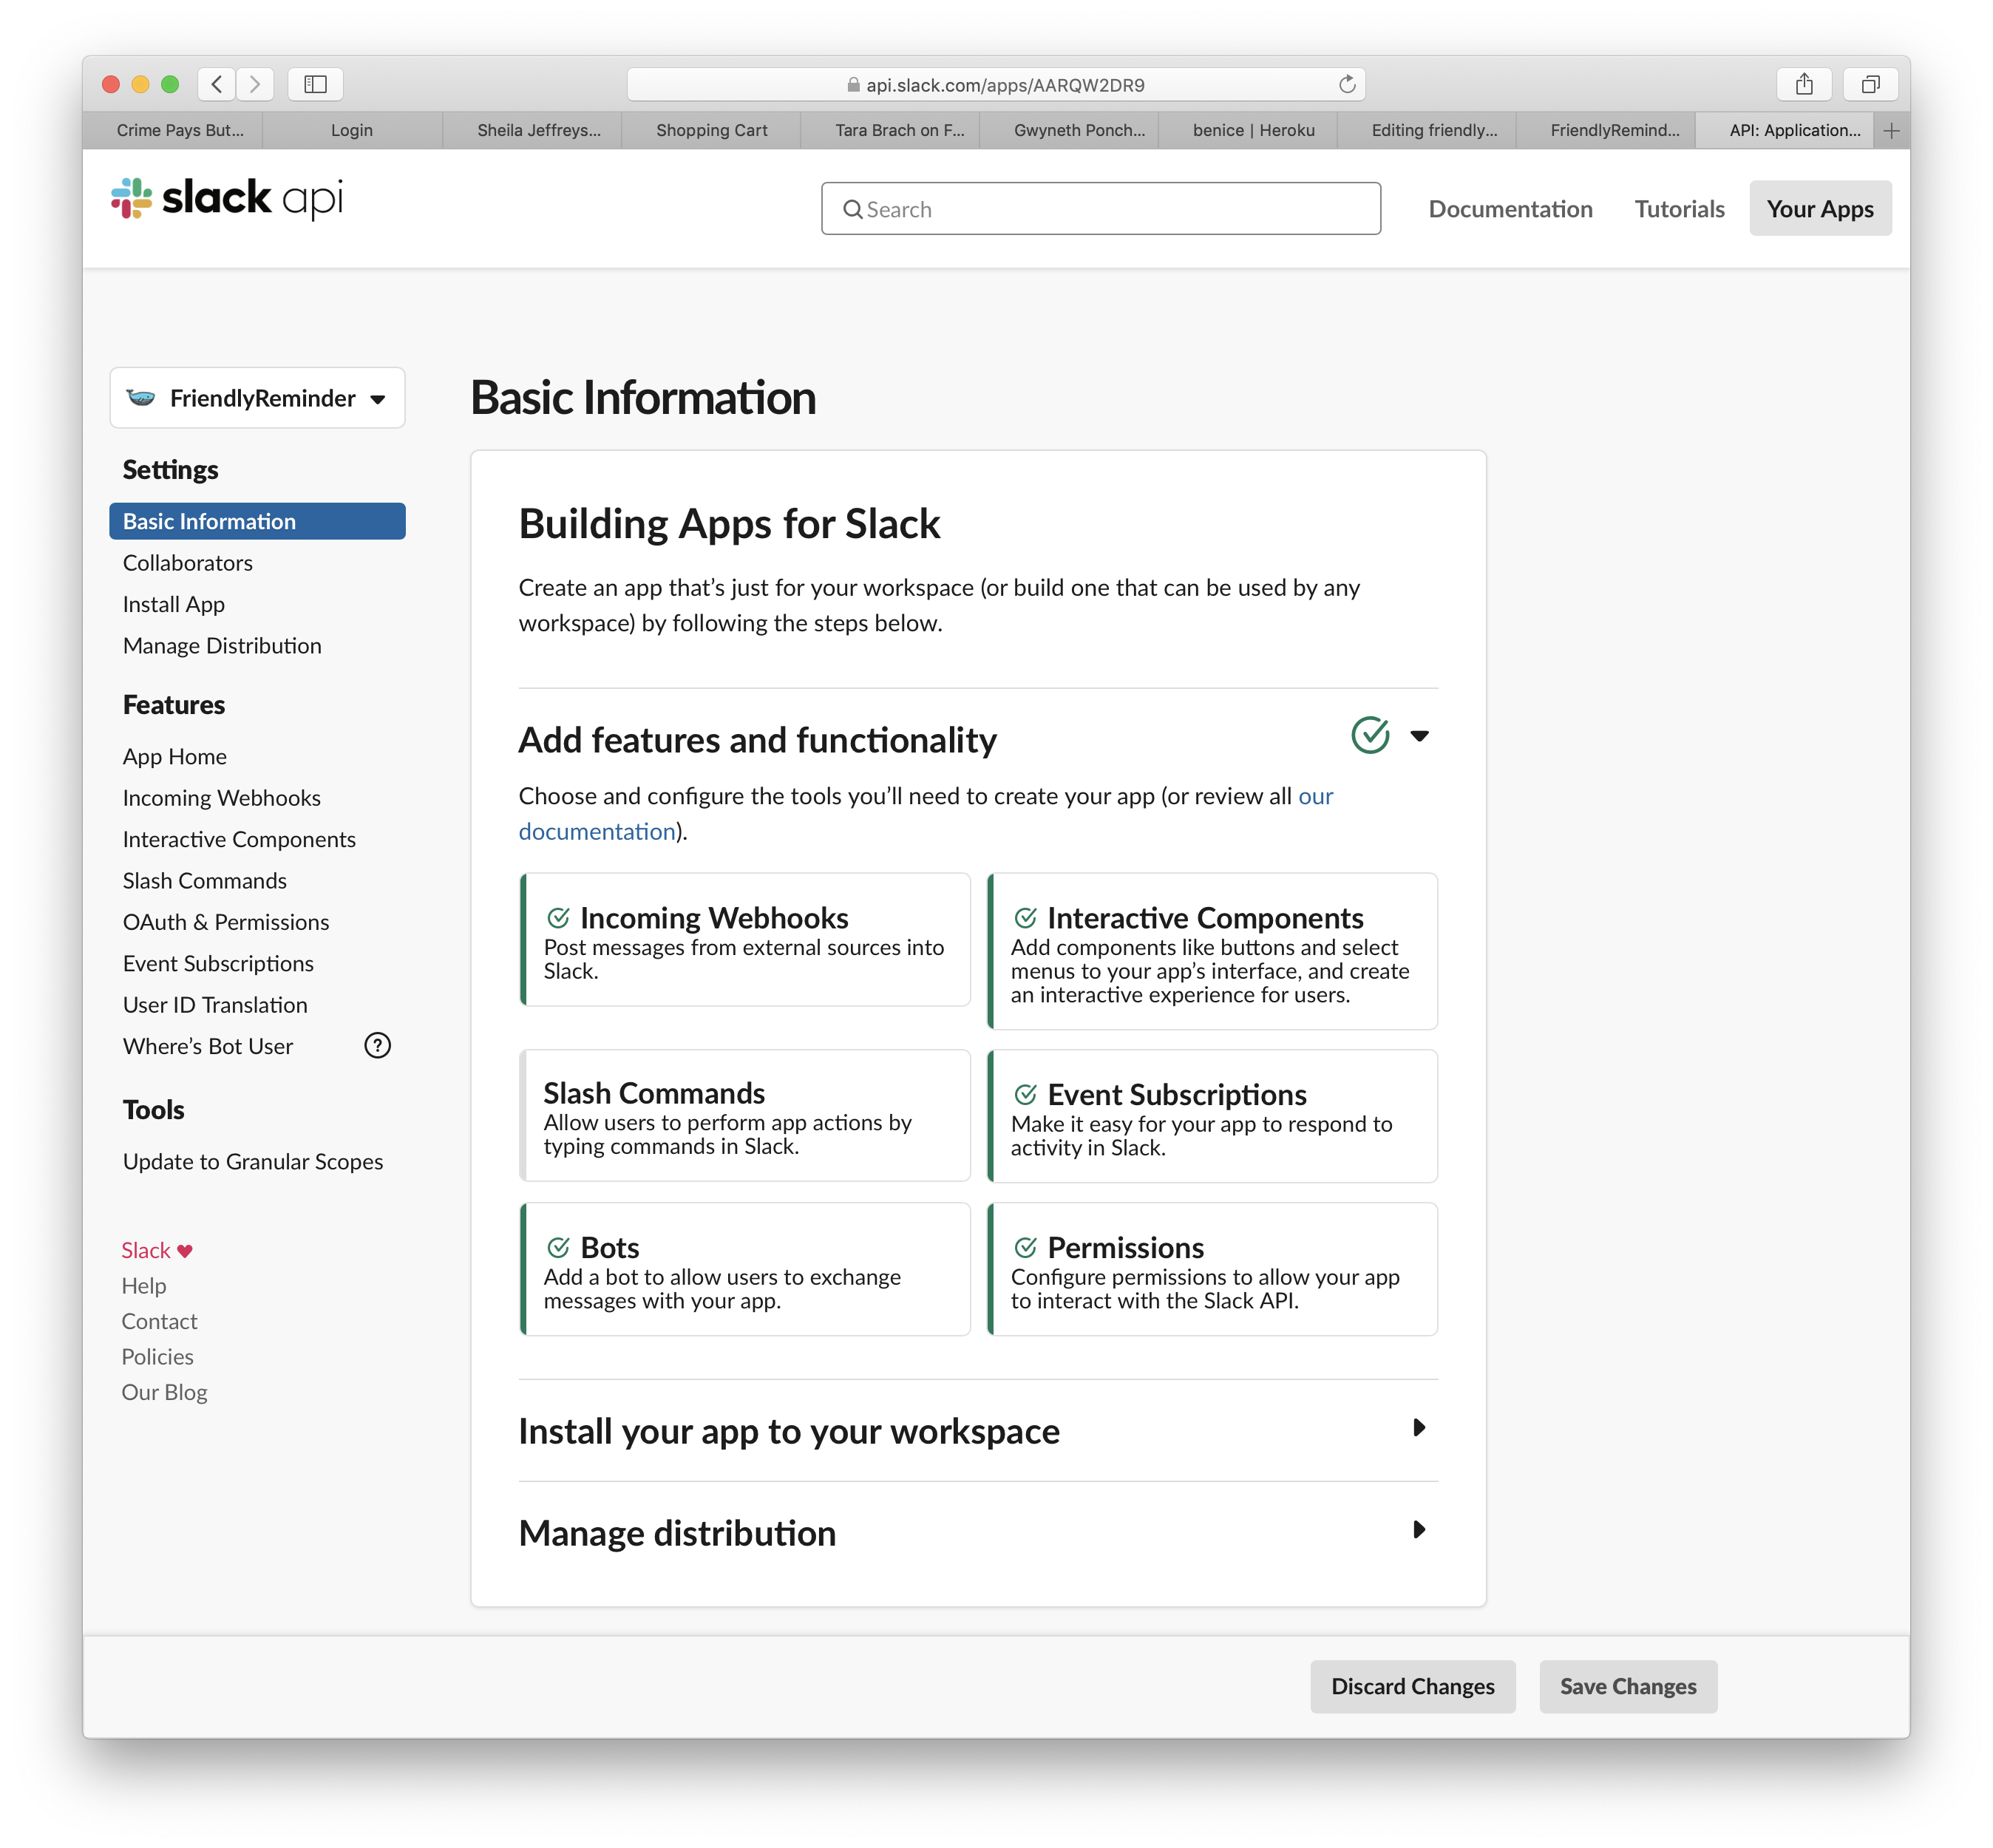 api.slack.com/apps/AARQW2DR9
Crime Pays But...
Login
Sheila Jeffreys...
Shopping Cart
Tara Brach on F...
Gwyneth Ponch...
benice | Heroku
Editing friendly...
FriendlyRemind...
API: Application...
slack api
Search
Documentation
Tutorials
Your Apps
FriendlyReminder
Settings
Basic Information
Collaborators
Install App
Manage Distribution
Features
App Home
Incoming Webhooks
Interactive Components
Slash Commands
OAuth & Permissions
Event Subscriptions
User ID Translation
Where’s Bot User
?
Tools
Update to Granular Scopes
Slack ♥
Help
Contact
Policies
Our Blog
Basic Information
Building Apps for Slack
Create an app that’s just for your workspace (or build one that can be used by any
workspace) by following the steps below.
Add features and functionality
Choose and configure the tools you’ll need to create your app (or review all our
documentation).
Incoming Webhooks
Post messages from external sources into
Slack.
Interactive Components
Add components like buttons and select
menus to your app’s interface, and create
an interactive experience for users.
Slash Commands
Allow users to perform app actions by
typing commands in Slack.
Event Subscriptions
Make it easy for your app to respond to
activity in Slack.
Bots
Add a bot to allow users to exchange
messages with your app.
Permissions
Configure permissions to allow your app
to interact with the Slack API.
Install your app to your workspace
Manage distribution
Discard Changes
Save Changes